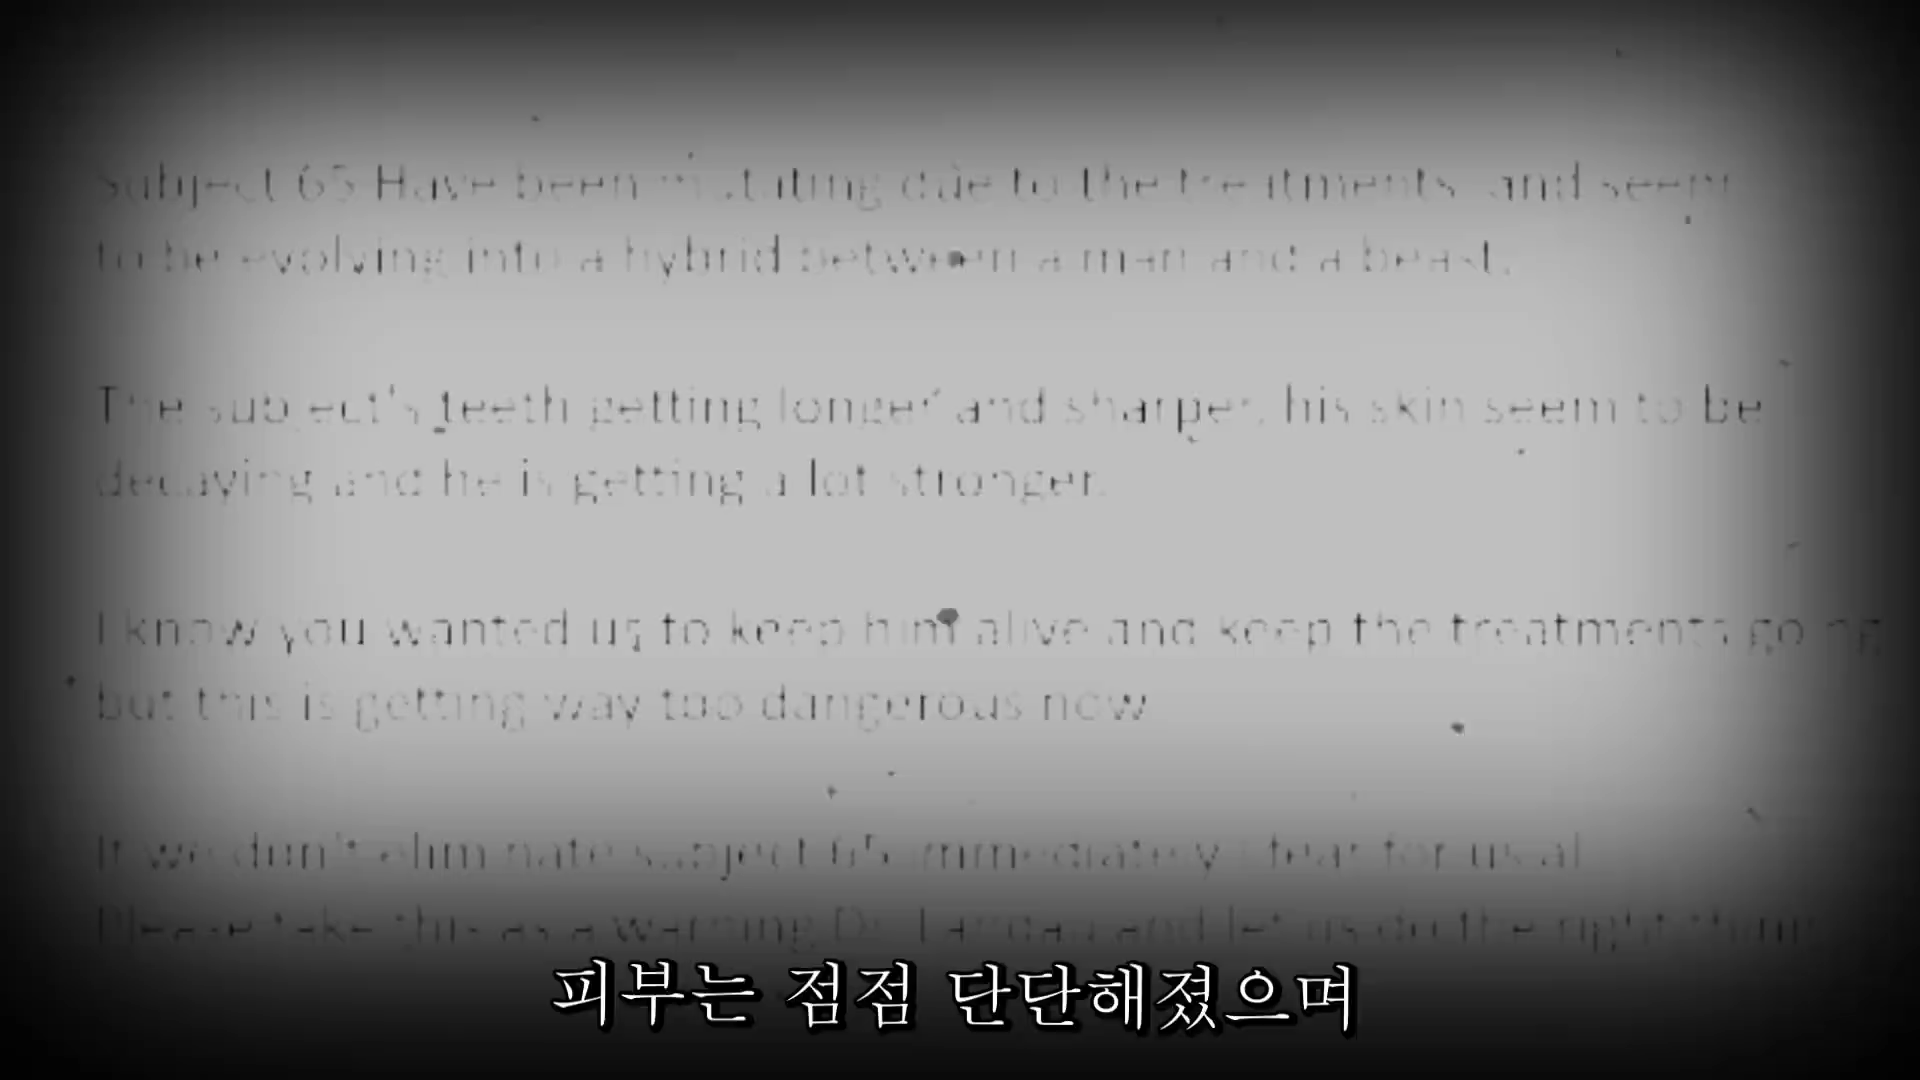 Subject 65 Have been mutating due to the treatments and seem
to be evolving into a hybrid between a man and a beast.
The subject's teeth getting longer and sharper, his skin seem to be
decaying and he is getting a lot stronger.
I know you wanted us to keep him alive and keep the treatments going
but this is getting way too dangerous now
If we don't eliminate subject 65 immediately I fear for us all
Please take this as a warning Dr. and let us do the right thing
피부는 점점 단단해졌으며